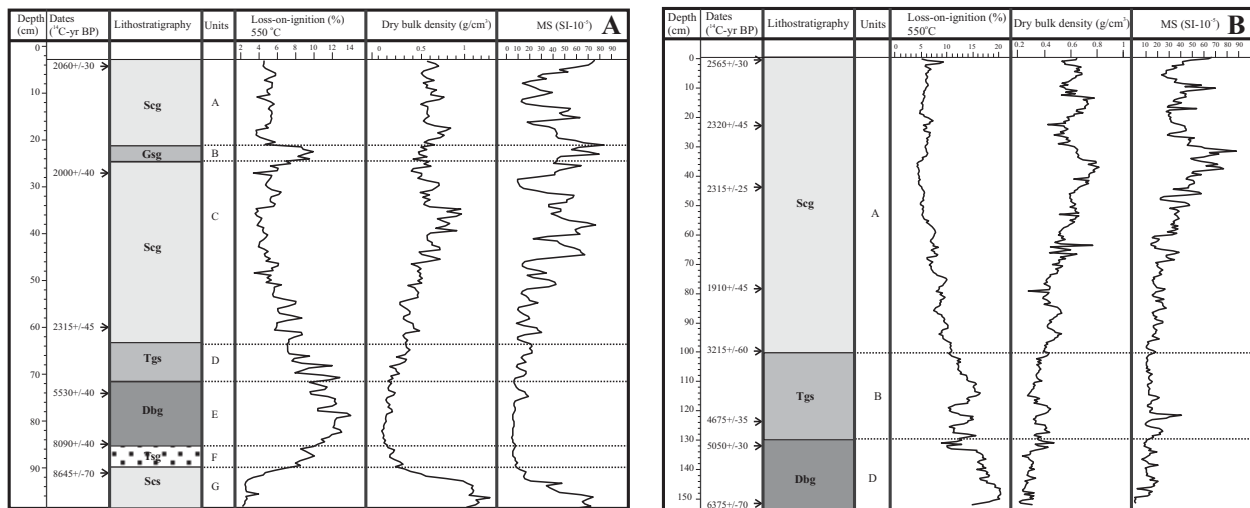 Depth (cm)
Dates (¹⁴C-yr BP)
Lithostratigraphy
Units
Loss-on-ignition (%) 550 °C
Dry bulk density (g/cm³)
MS (SI-10⁻⁵)
A
2 4 6 8 10 12 14
0 0.5 1
0 10 20 30 40 50 60 70 80 90
0
10
20
30
40
50
60
70
80
90
2060+/-30
2000+/-40
2315+/-45
5530+/-40
8090+/-40
8645+/-70
Scg
Gsg
Scg
Tgs
Dbg
Tsg
Scs
A
B
C
D
E
F
G
Depth (cm)
Dates (¹⁴C-yr BP)
Lithostratigraphy
Units
Loss-on-ignition (%) 550 °C
Dry bulk density (g/cm³)
MS (SI-10⁻⁵)
B
0 5 10 15 20
0.2 0.4 0.6 0.8 1
0 10 20 30 40 50 60 70 80 90
0
10
20
30
40
50
60
70
80
90
100
110
120
130
140
150
2565+/-30
2320+/-45
2315+/-25
1910+/-45
3215+/-60
4675+/-35
5050+/-30
6375+/-70
Scg
Tgs
Dbg
A
B
D